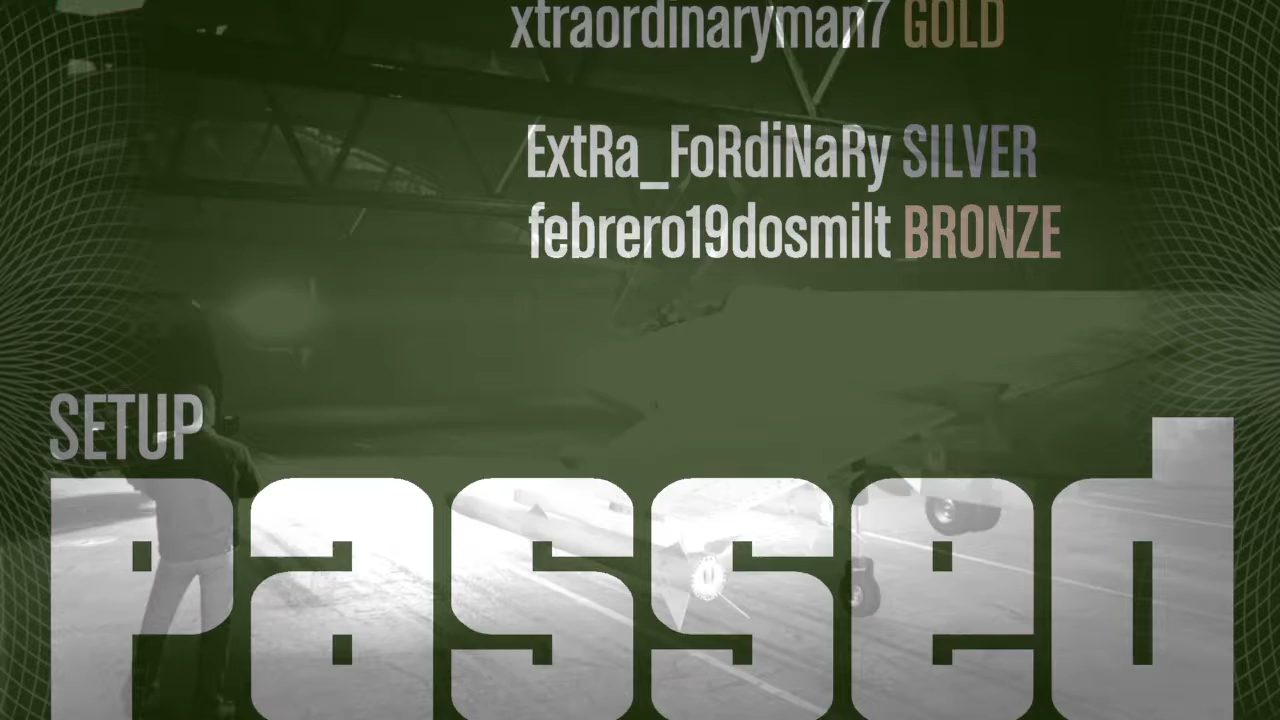 xtraordinaryman7 GOLD
ExtRa_FoRdiNaRy SILVER
febrero19dosmilt BRONZE
SETUP
Passed